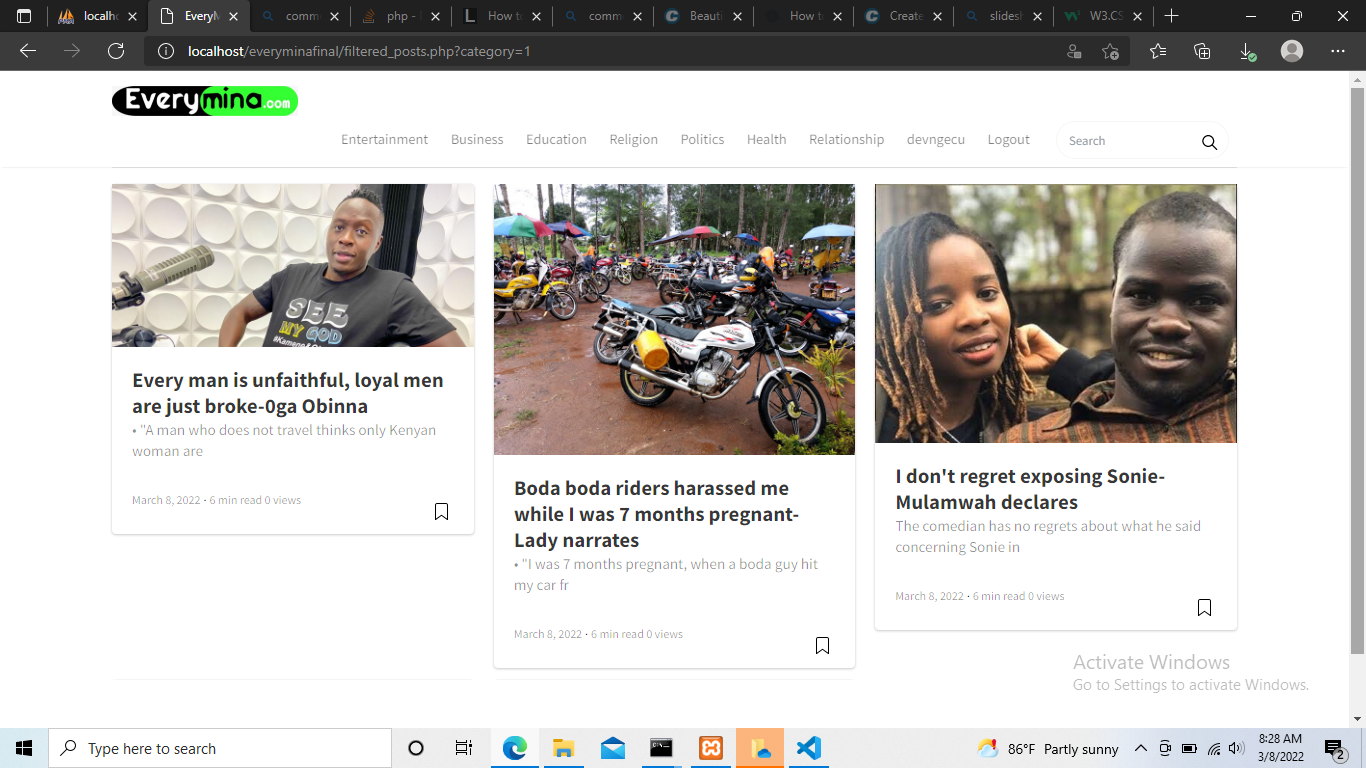 localho
EveryM
comm
php -
How to
comm
Beauti
How to
Create
slidesh
W3.CS
localhost/everyminafinal/filtered_posts.php?category=1
Everymina.com
Entertainment Business Education Religion Politics Health Relationship devngecu Logout Search
SEE
MY GOD
Every man is unfaithful, loyal men
are just broke-0ga Obinna
• "A man who does not travel thinks only Kenyan
woman are
March 8, 2022 · 6 min read 0 views
Boda boda riders harassed me
while I was 7 months pregnant-
Lady narrates
• "I was 7 months pregnant, when a boda guy hit
my car fr
March 8, 2022 · 6 min read 0 views
I don't regret exposing Sonie-
Mulamwah declares
The comedian has no regrets about what he said
concerning Sonie in
March 8, 2022 · 6 min read 0 views
Activate Windows
Go to Settings to activate Windows.
Type here to search
86°F Partly sunny
8:28 AM
3/8/2022
2